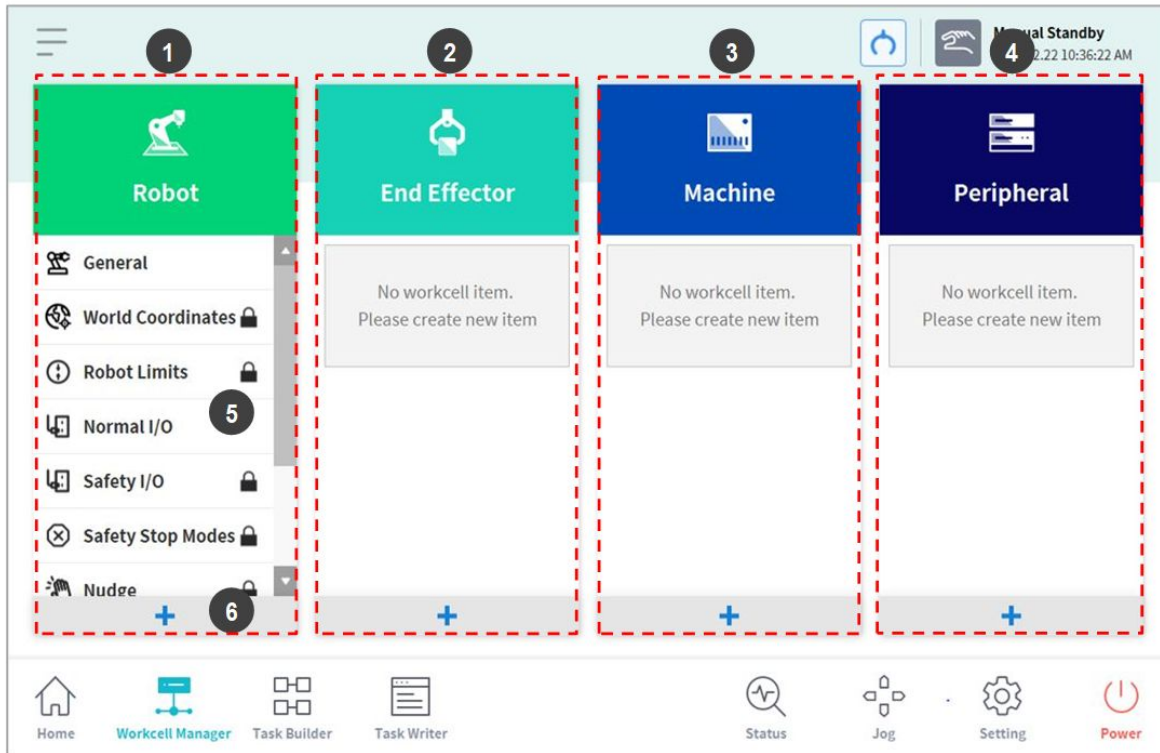 1
2
3
4
Manual Standby
2.22 10:36:22 AM
Robot
End Effector
Machine
Peripheral
General
World Coordinates
Robot Limits
Normal I/O
Safety I/O
Safety Stop Modes
Nudge
5
6
+
+
+
+
No workcell item.
Please create new item
No workcell item.
Please create new item
No workcell item.
Please create new item
Home
Workcell Manager
Task Builder
Task Writer
Status
Jog
Setting
Power